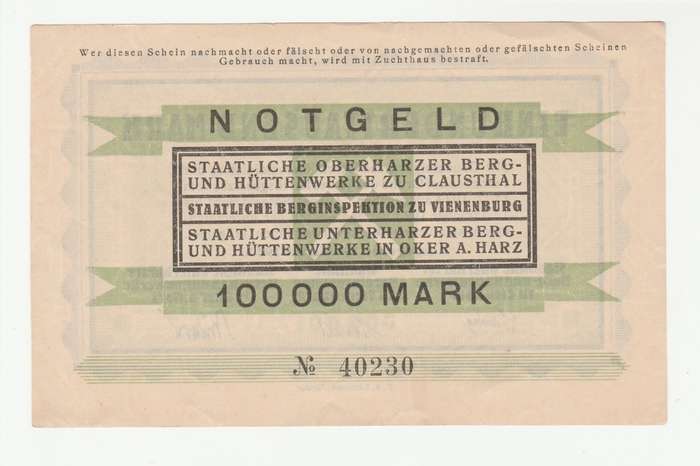 Wer diesen Schein nachmacht oder fälscht oder von nachgemachten oder gefälschten Scheinen
Gebrauch macht, wird mit Zuchthaus bestraft.
NOTGELD
STAATLICHE OBERHARZER BERG-
UND HÜTTENWERKE ZU CLAUSTHAL
STAATLICHE BERGINSPEKTION ZU VIENENBURG
STAATLICHE UNTERHARZER BERG-
UND HÜTTENWERKE IN OKER A. HARZ
100000 MARK
№ 40230